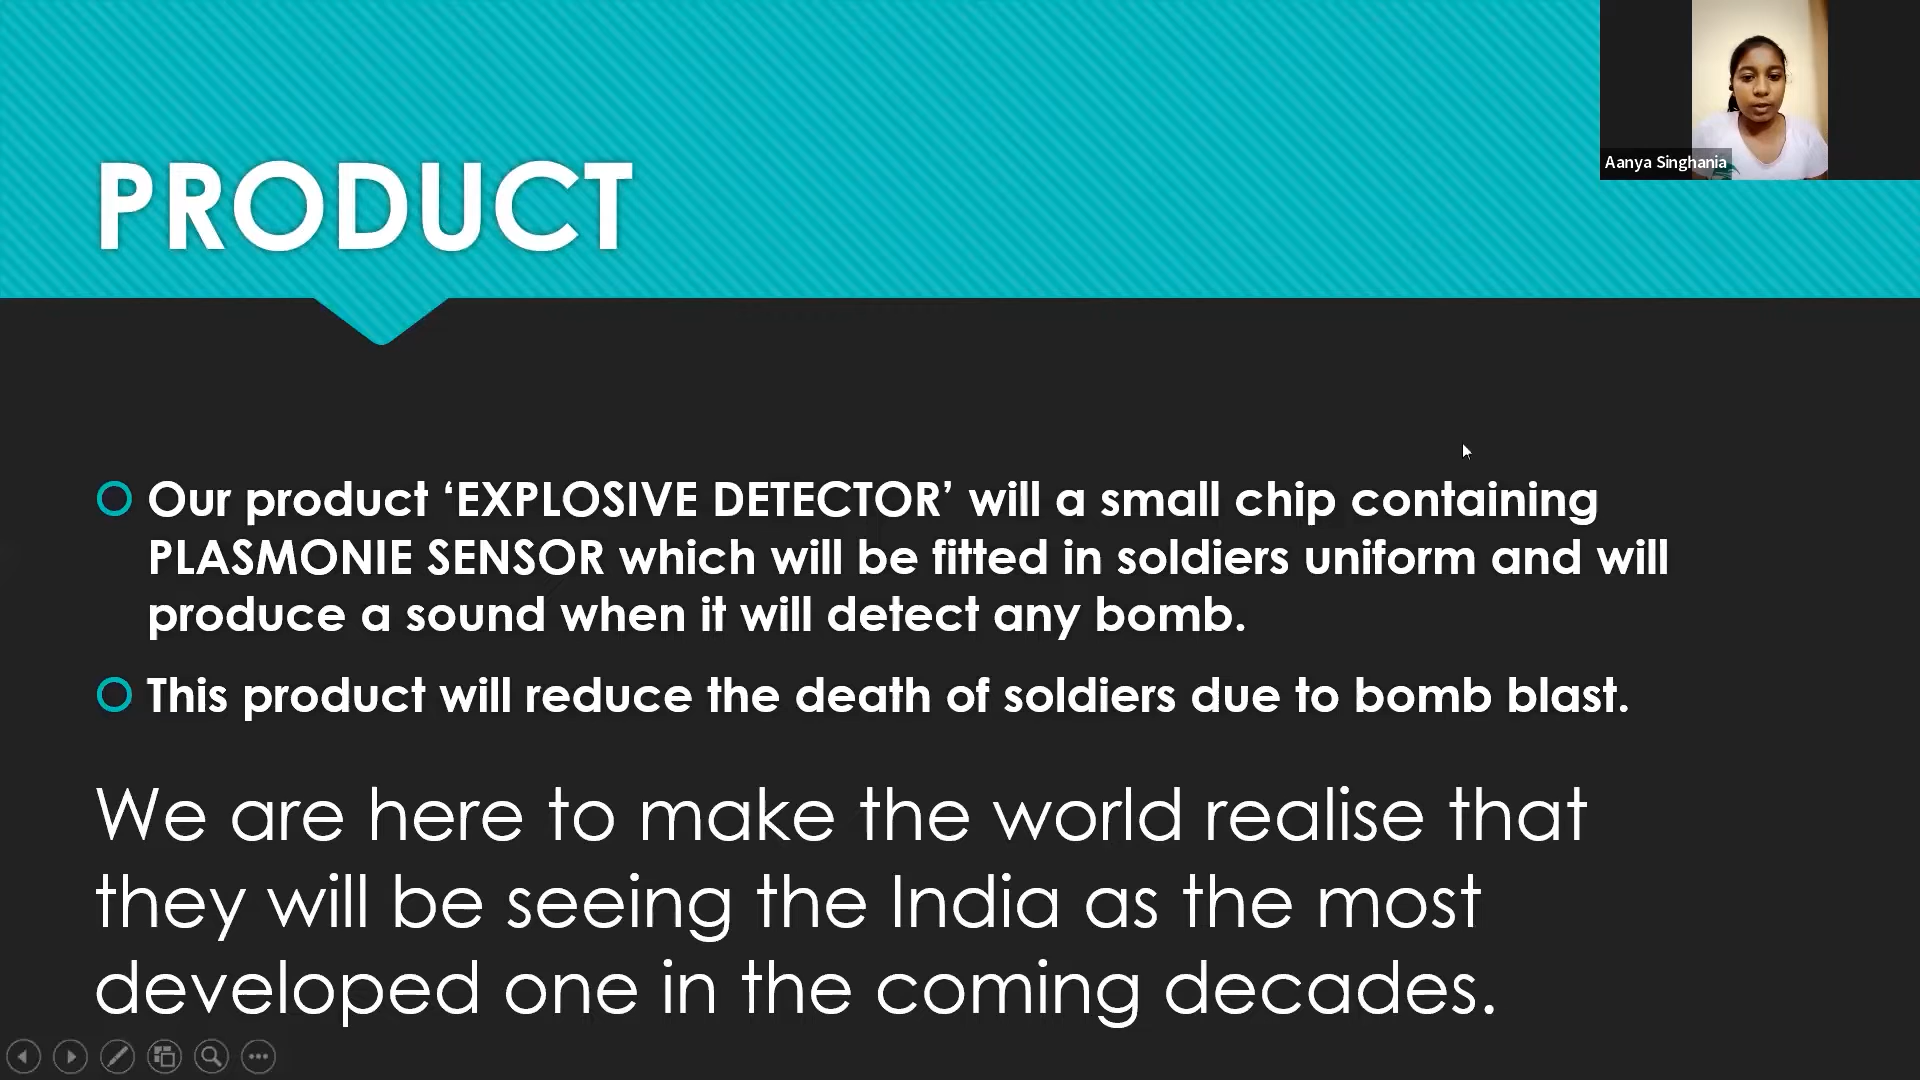 Aanya Singhania
PRODUCT
Our product ‘EXPLOSIVE DETECTOR’ will a small chip containing
PLASMONIE SENSOR which will be fitted in soldiers uniform and will
produce a sound when it will detect any bomb.
This product will reduce the death of soldiers due to bomb blast.
We are here to make the world realise that
they will be seeing the India as the most
developed one in the coming decades.